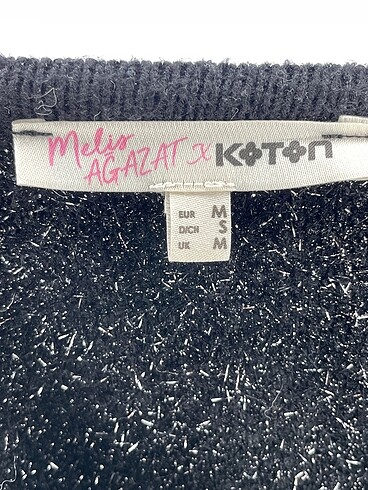 Melis
AGAZAT X KOTON
EUR M
D/CH S
UK M